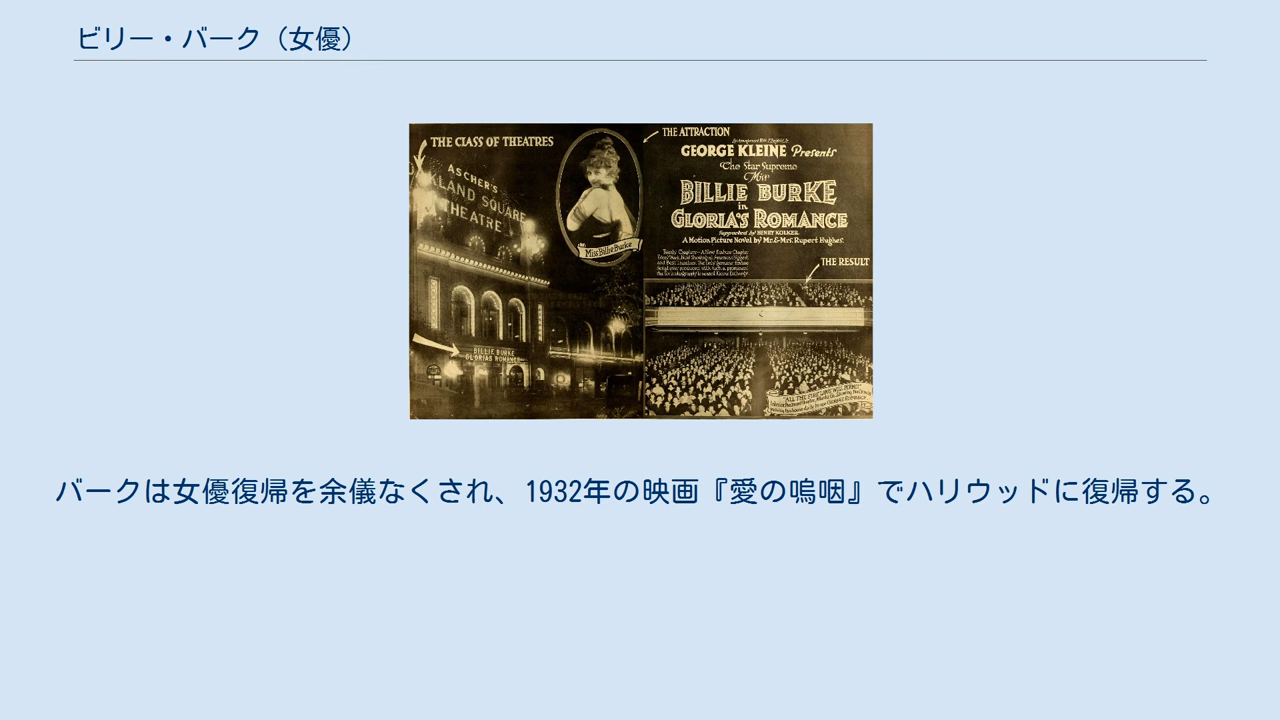 ビリー・バーク（女優）
THE CLASS OF THEATRES
ASCHER'S
OAKLAND SQUARE
THEATRE
Miss Billie Burke
BILLIE BURKE
GLORIA'S ROMANCE
THE ATTRACTION
GEORGE KLEINE Presents
The Star Supreme
Miss
BILLIE BURKE
in
GLORIA'S ROMANCE
Supported by HENRY KOLKER.
A Motion Picture Novel by Mr. & Mrs. Rupert Hughes.
THE RESULT
バークは女優復帰を余儀なくされ、1932年の映画『愛の嗚咽』でハリウッドに復帰する。